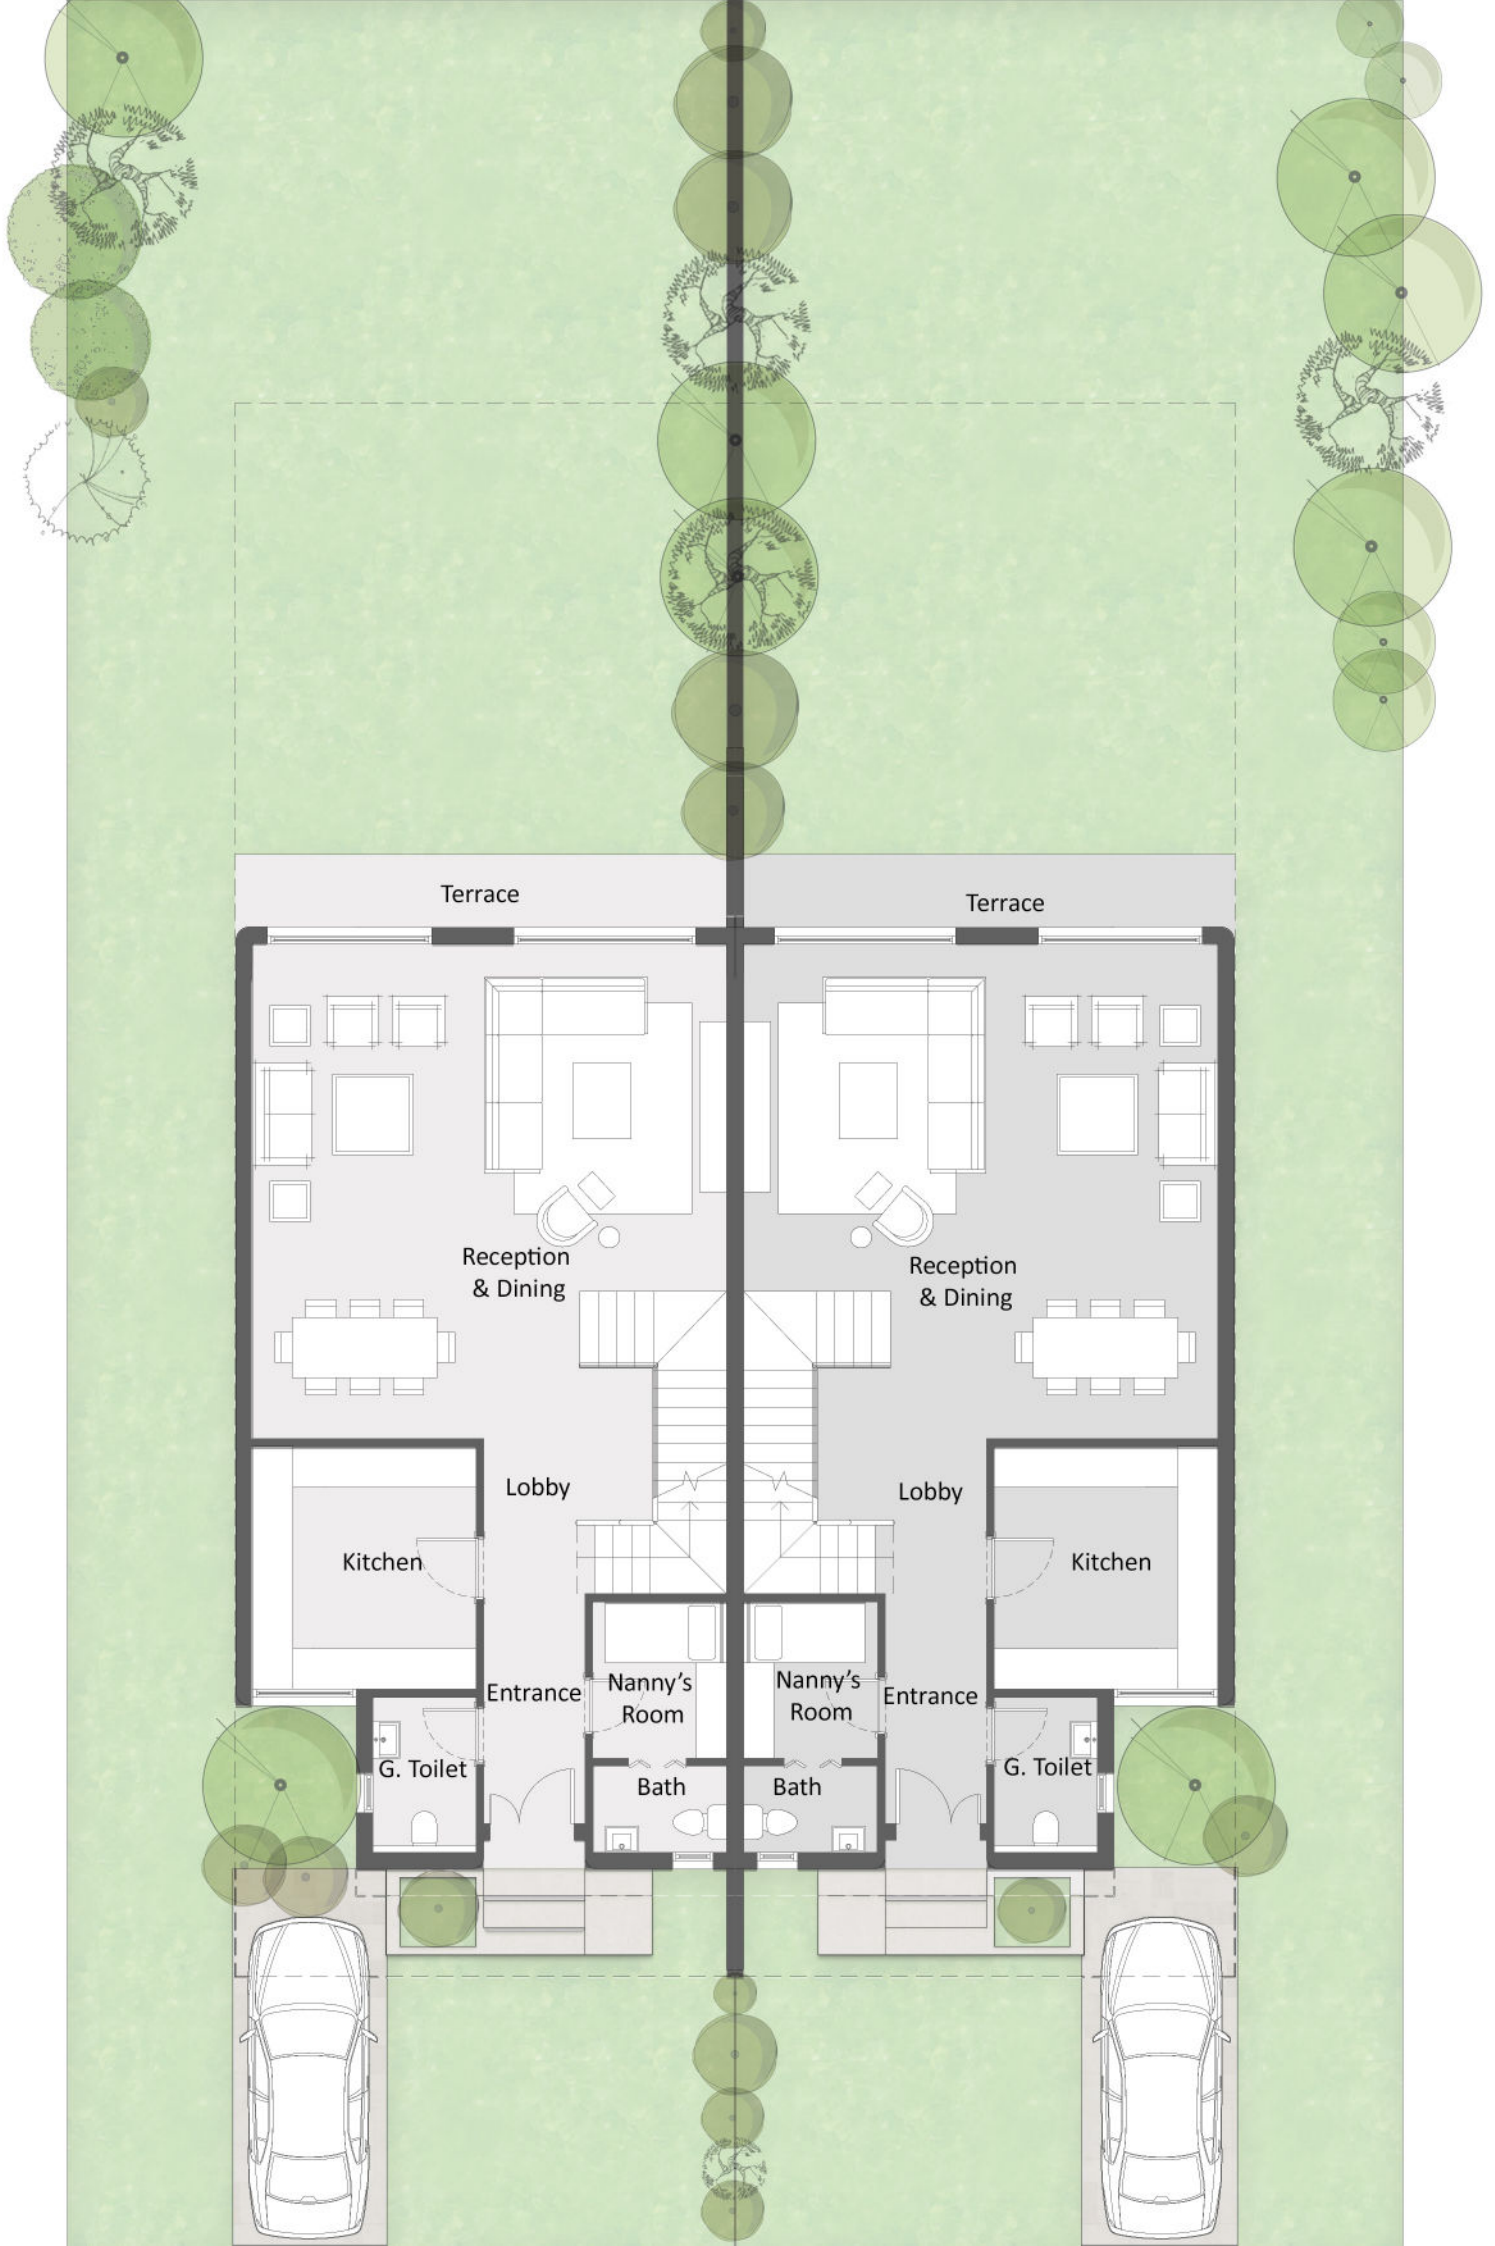 Terrace
Terrace
Reception
& Dining
Reception
& Dining
Lobby
Lobby
Kitchen
Kitchen
Nanny's
Room
Nanny's
Room
Entrance
Entrance
G. Toilet
G. Toilet
Bath
Bath